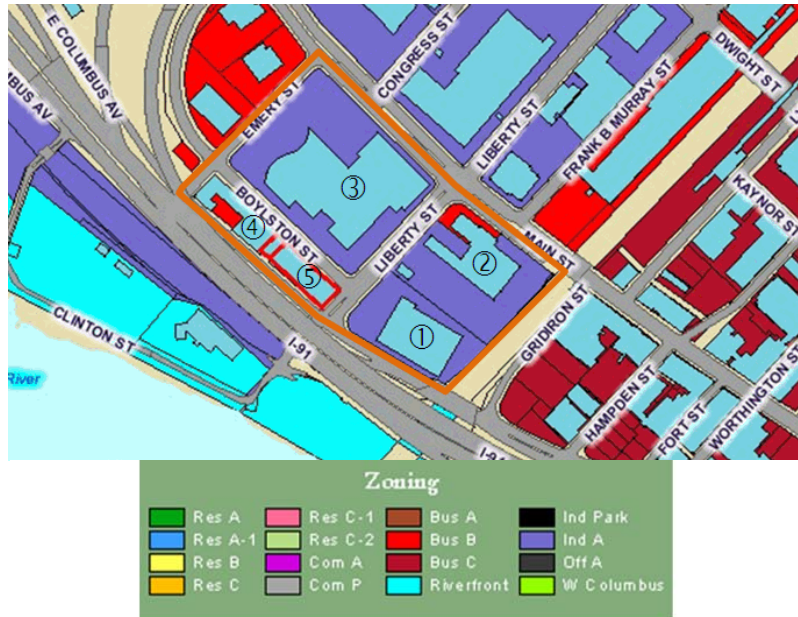 E COLUMBUS AV
MBUS AV
CONGRESS ST
DWIGHT ST
EMERY ST
LIBERTY ST
FRANK B MURRAY ST
L
③
BOYLSTON ST
KAYNOR ST
④
LIBERTY ST
MAIN ST
②
⑤
CLINTON ST
I-91
①
GRIDIRON ST
River
HAMPDEN ST
FORT ST
WORTHINGTON ST
I-91
Zoning
Res A
Res C-1
Bus A
Ind Park
Res A-1
Res C-2
Bus B
Ind A
Res B
Com A
Bus C
Off A
Res C
Com P
Riverfront
W Columbus